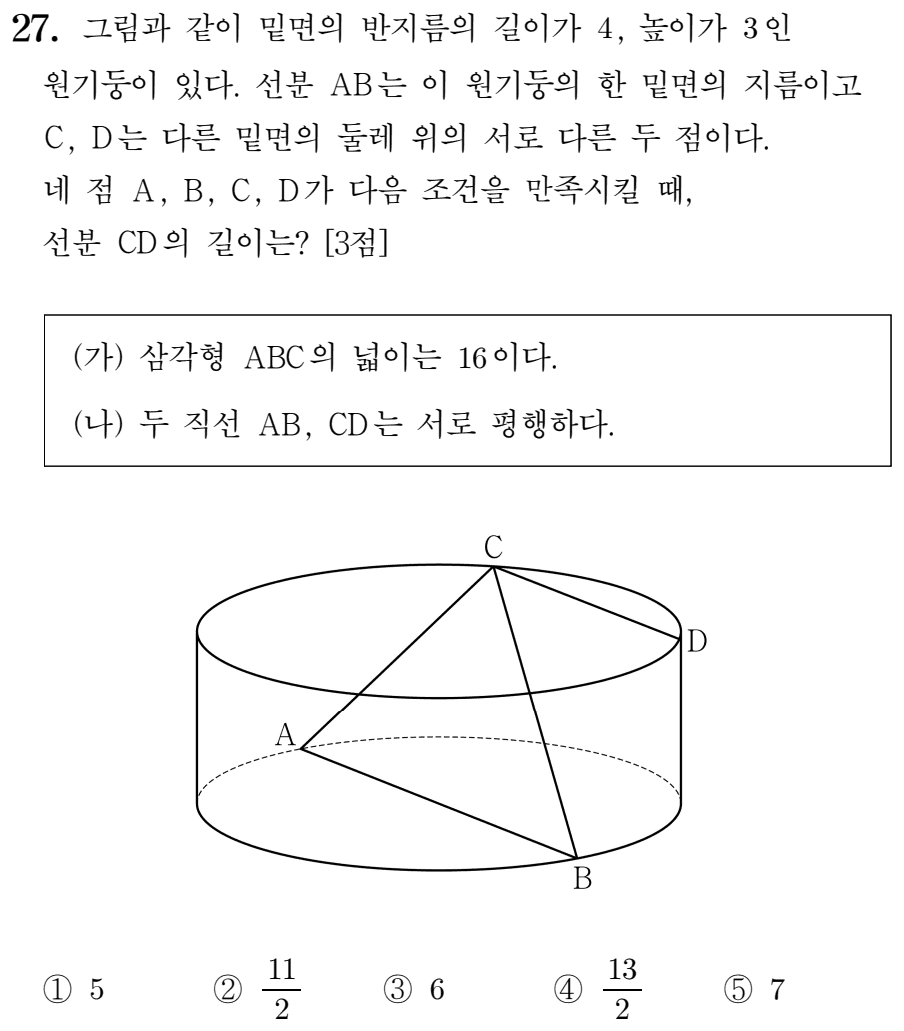 27. 그림과 같이 밑면의 반지름의 길이가 4, 높이가 3인
원기둥이 있다. 선분 AB는 이 원기둥의 한 밑면의 지름이고
C, D는 다른 밑면의 둘레 위의 서로 다른 두 점이다.
네 점 A, B, C, D가 다음 조건을 만족시킬 때,
선분 CD의 길이는? [3점]
(가) 삼각형 ABC의 넓이는 16이다.
(나) 두 직선 AB, CD는 서로 평행하다.
C
D
A
B
① 5 ② 11/2 ③ 6 ④ 13/2 ⑤ 7